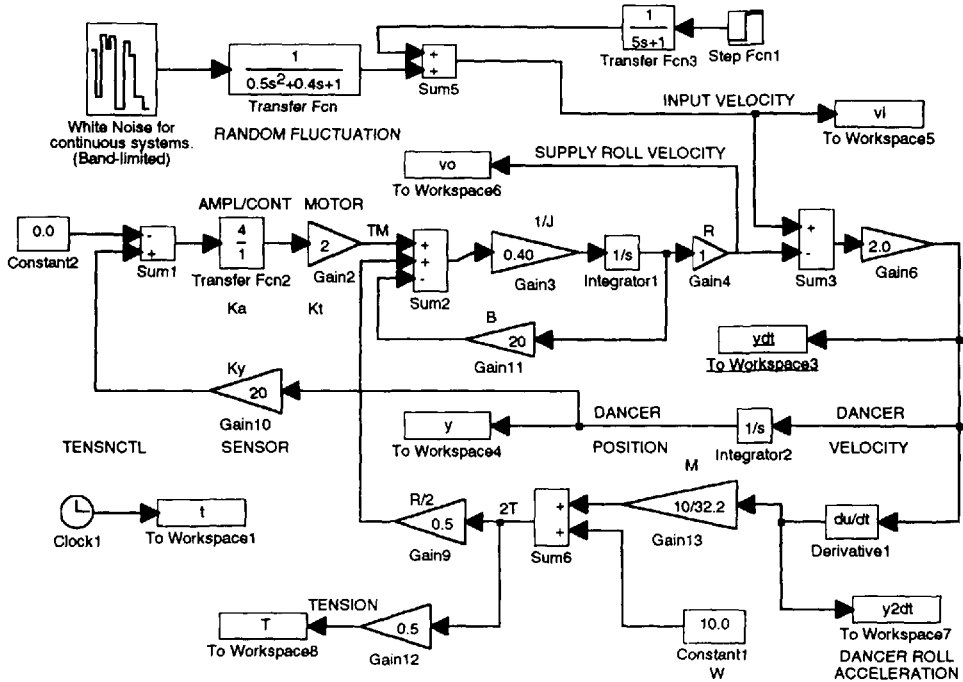 1
5s+1
Transfer Fcn3
Step Fcn1
1
0.5s2+0.4s+1
Transfer Fcn
+
+
Sum5
INPUT VELOCITY
vi
To Workspace5
White Noise for
continuous systems.
(Band-limited)
RANDOM FLUCTUATION
vo
To Workspace6
SUPPLY ROLL VELOCITY
AMPL/CONT
MOTOR
0.0
Constant2
-
+
Sum1
4
1
Transfer Fcn2
Ka
2
Gain2
Kt
TM
+
+
-
Sum2
1/J
0.40
Gain3
1/s
Integrator1
R
1
Gain4
+
-
Sum3
2.0
Gain6
B
20
Gain11
ydt
To Workspace3
Ky
20
Gain10
y
To Workspace4
DANCER
POSITION
1/s
Integrator2
DANCER
VELOCITY
TENSNCTL
SENSOR
M
10/32.2
Gain13
du/dt
Derivative1
Clock1
t
To Workspace1
R/2
0.5
Gain9
2T
+
+
Sum6
TENSION
T
To Workspace8
0.5
Gain12
10.0
Constant1
W
y2dt
To Workspace7
DANCER ROLL
ACCELERATION